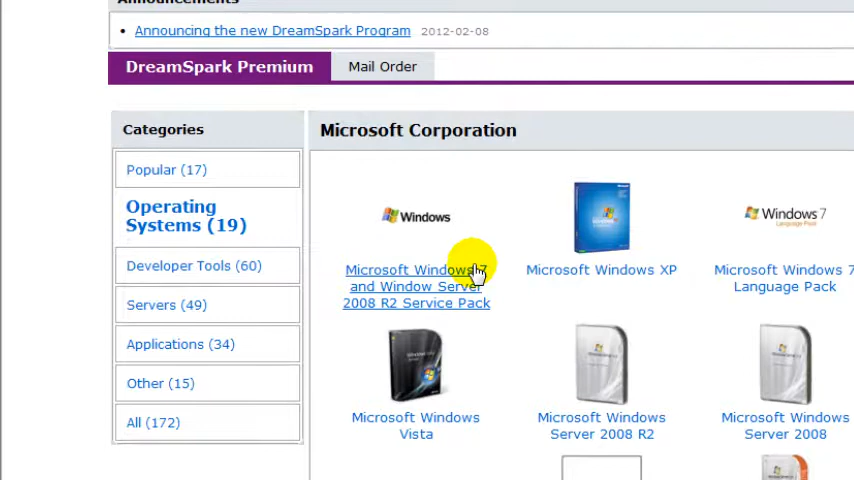 Announcements
• Announcing the new DreamSpark Program 2012-02-08
DreamSpark Premium
Mail Order
Categories
Popular (17)
Operating
Systems (19)
Developer Tools (60)
Servers (49)
Applications (34)
Other (15)
All (172)
Microsoft Corporation
Windows
Microsoft Windows 7
and Window Server
2008 R2 Service Pack
Microsoft Windows XP
Windows 7
Language Pack
Microsoft Windows 7
Language Pack
Microsoft Windows
Vista
Microsoft Windows
Server 2008 R2
Microsoft Windows
Server 2008